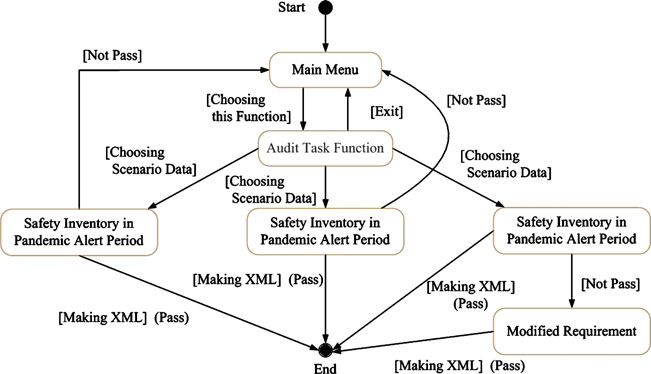 Start
[Not Pass]
Main Menu
[Not Pass]
[Choosing
this Function]
[Exit]
Audit Task Function
[Choosing
Scenario Data]
[Choosing
Scenario Data]
[Choosing
Scenario Data]
Safety Inventory in
Pandemic Alert Period
Safety Inventory in
Pandemic Alert Period
Safety Inventory in
Pandemic Alert Period
[Making XML] (Pass)
[Making XML] (Pass)
[Making XML]
(Pass)
[Not Pass]
Modified Requirement
[Making XML] (Pass)
End